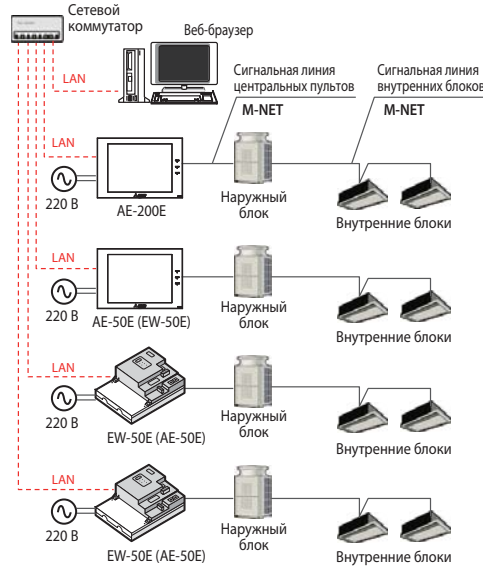 Сетевой
коммутатор
Веб-браузер
LAN
Сигнальная линия
центральных пультов
M-NET
Сигнальная линия
внутренних блоков
M-NET
LAN
220 В
AE-200E
Наружный
блок
Внутренние блоки
LAN
220 В
AE-50E (EW-50E)
Наружный
блок
Внутренние блоки
LAN
220 В
EW-50E (AE-50E)
Наружный
блок
Внутренние блоки
LAN
220 В
EW-50E (AE-50E)
Наружный
блок
Внутренние блоки